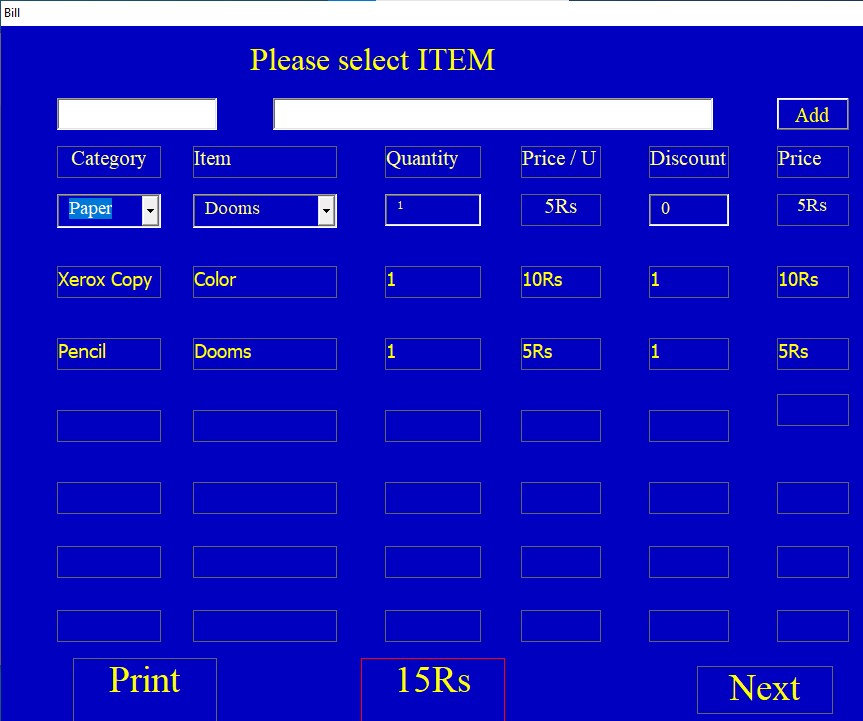 Bill
Please select ITEM
Add
Category Item Quantity Price / U Discount Price
Paper Dooms 1 5Rs 0 5Rs
Xerox Copy Color 1 10Rs 1 10Rs
Pencil Dooms 1 5Rs 1 5Rs
Print 15Rs Next